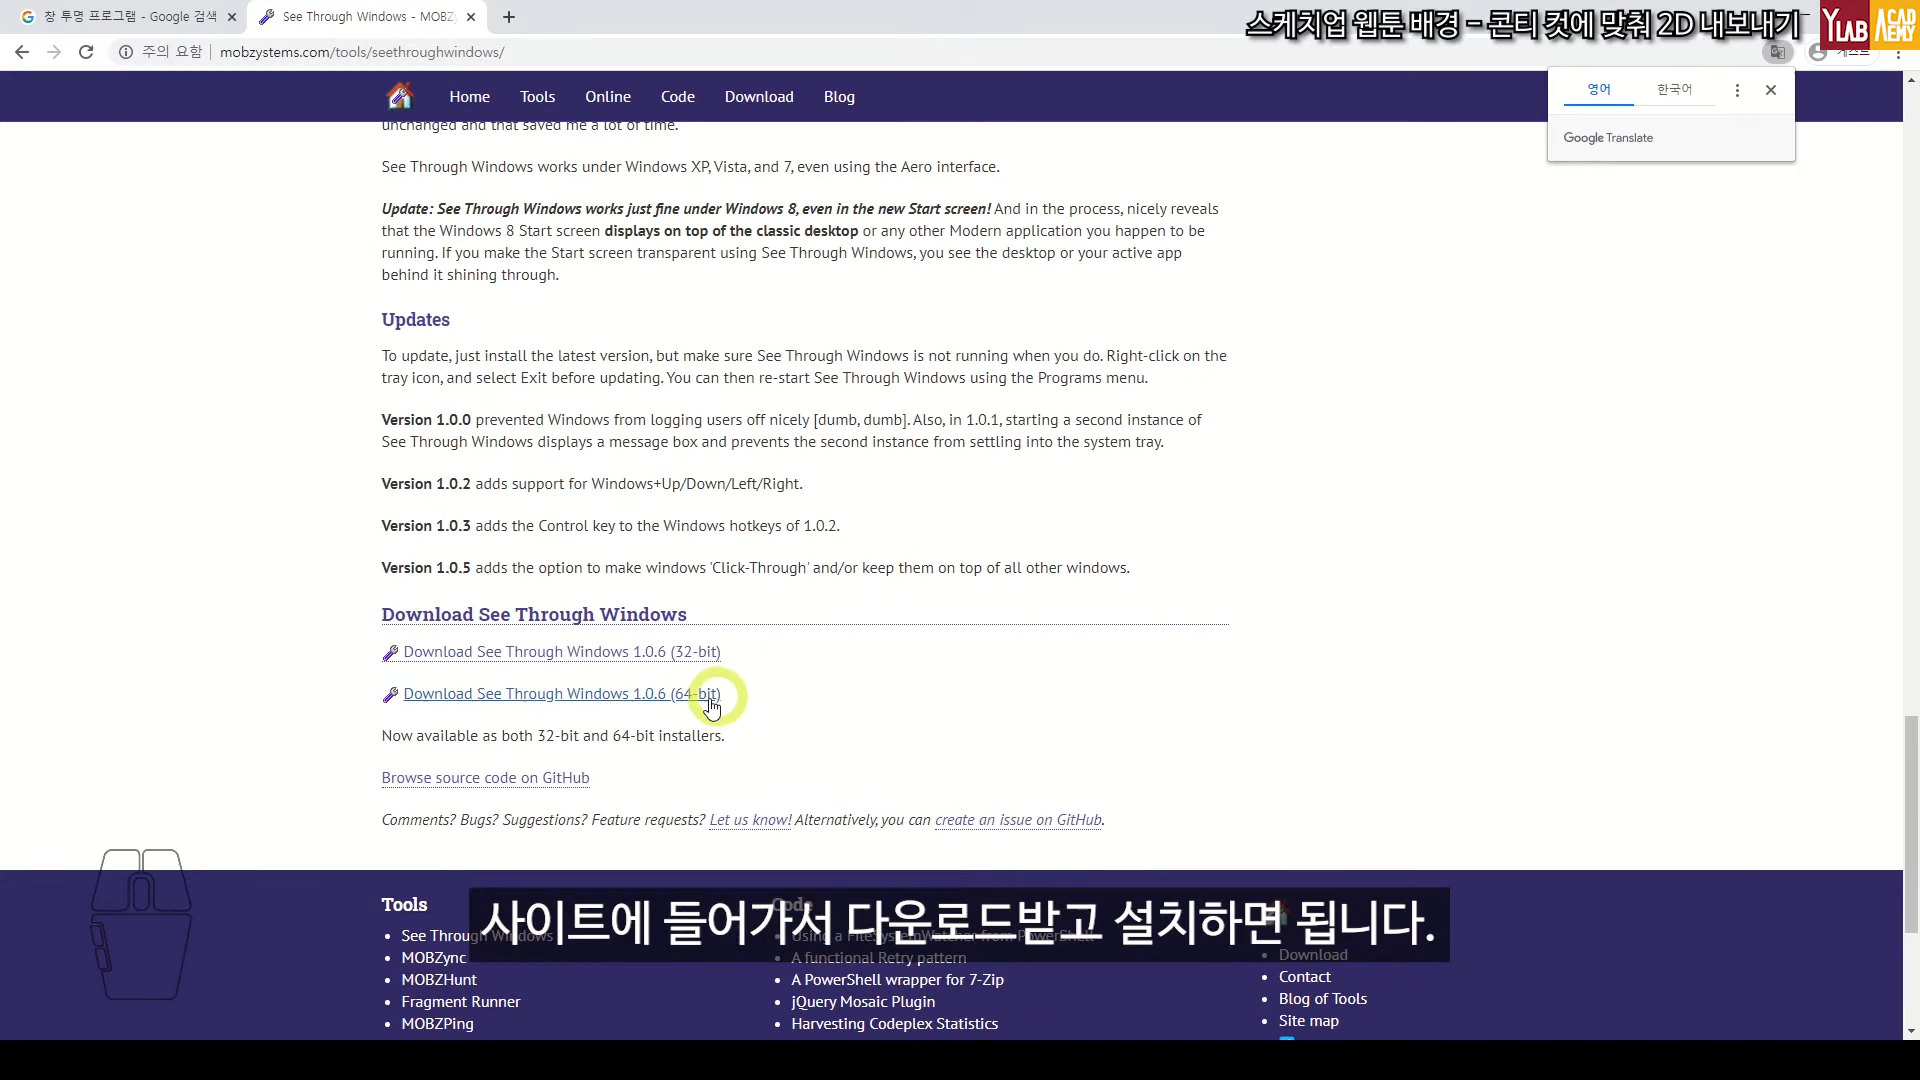 창 투명 프로그램 - Google 검색
See Through Windows - MOBZ
스케치업 웹툰 배경 - 콘티 컷에 맞춰 2D 내보내기
YLAB ACADEMY
주의 요함
mobzystems.com/tools/seethroughwindows/
게스트
Home Tools Online Code Download Blog
영어 한국어
Google Translate
unchanged and that saved me a lot of time.
See Through Windows works under Windows XP, Vista, and 7, even using the Aero interface.
Update: See Through Windows works just fine under Windows 8, even in the new Start screen! And in the process, nicely reveals
that the Windows 8 Start screen displays on top of the classic desktop or any other Modern application you happen to be
running. If you make the Start screen transparent using See Through Windows, you see the desktop or your active app
behind it shining through.
Updates
To update, just install the latest version, but make sure See Through Windows is not running when you do. Right-click on the
tray icon, and select Exit before updating. You can then re-start See Through Windows using the Programs menu.
Version 1.0.0 prevented Windows from logging users off nicely [dumb, dumb]. Also, in 1.0.1, starting a second instance of
See Through Windows displays a message box and prevents the second instance from settling into the system tray.
Version 1.0.2 adds support for Windows+Up/Down/Left/Right.
Version 1.0.3 adds the Control key to the Windows hotkeys of 1.0.2.
Version 1.0.5 adds the option to make windows 'Click-Through' and/or keep them on top of all other windows.
Download See Through Windows
Download See Through Windows 1.0.6 (32-bit)
Download See Through Windows 1.0.6 (64-bit)
Now available as both 32-bit and 64-bit installers.
Browse source code on GitHub
Comments? Bugs? Suggestions? Feature requests? Let us know! Alternatively, you can create an issue on GitHub.
사이트에 들어가서 다운로드받고 설치하면 됩니다.
Tools
See Through Windows
MOBZync
MOBZHunt
Fragment Runner
MOBZPing
Code
Using a FileSystemWatcher from PowerShell
A functional Retry pattern
A PowerShell wrapper for 7-Zip
jQuery Mosaic Plugin
Harvesting Codeplex Statistics
Download
Contact
Blog of Tools
Site map